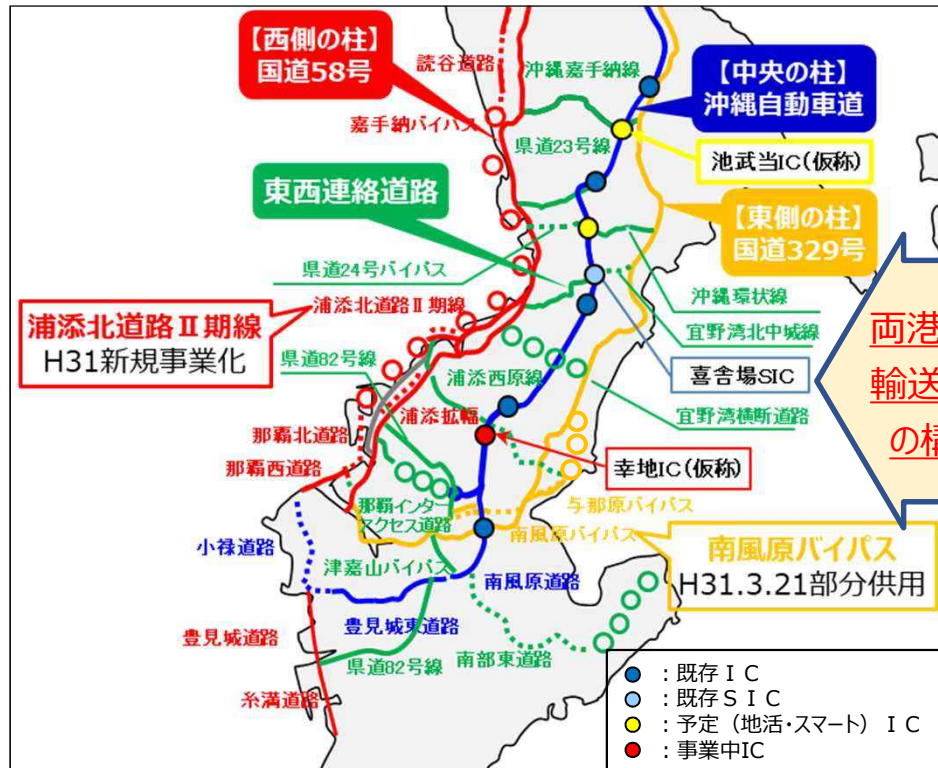 【西側の柱】
国道58号
読谷道路
沖縄嘉手納線
【中央の柱】
沖縄自動車道
嘉手納バイパス
県道23号線
池武当IC(仮称)
東西連絡道路
【東側の柱】
国道329号
県道24号バイパス
沖縄環状線
浦添北道路Ⅱ期線
H31新規事業化
浦添北道路Ⅱ期線
宜野湾北中城線
県道82号線
浦添西原線
喜舎場SIC
両港
輸送
の構
浦添拡幅
宜野湾横断道路
那覇北道路
那覇西道路
幸地IC(仮称)
那覇インター
アクセス道路
与那原バイパス
南風原バイパス
小禄道路
津嘉山バイパス
南風原道路
南風原バイパス
H31.3.21部分供用
豊見城道路
豊見城東道路
県道82号線
南部東道路
糸満道路
：既存ＩＣ
：既存ＳＩＣ
：予定（地活・スマート）ＩＣ
：事業中IC